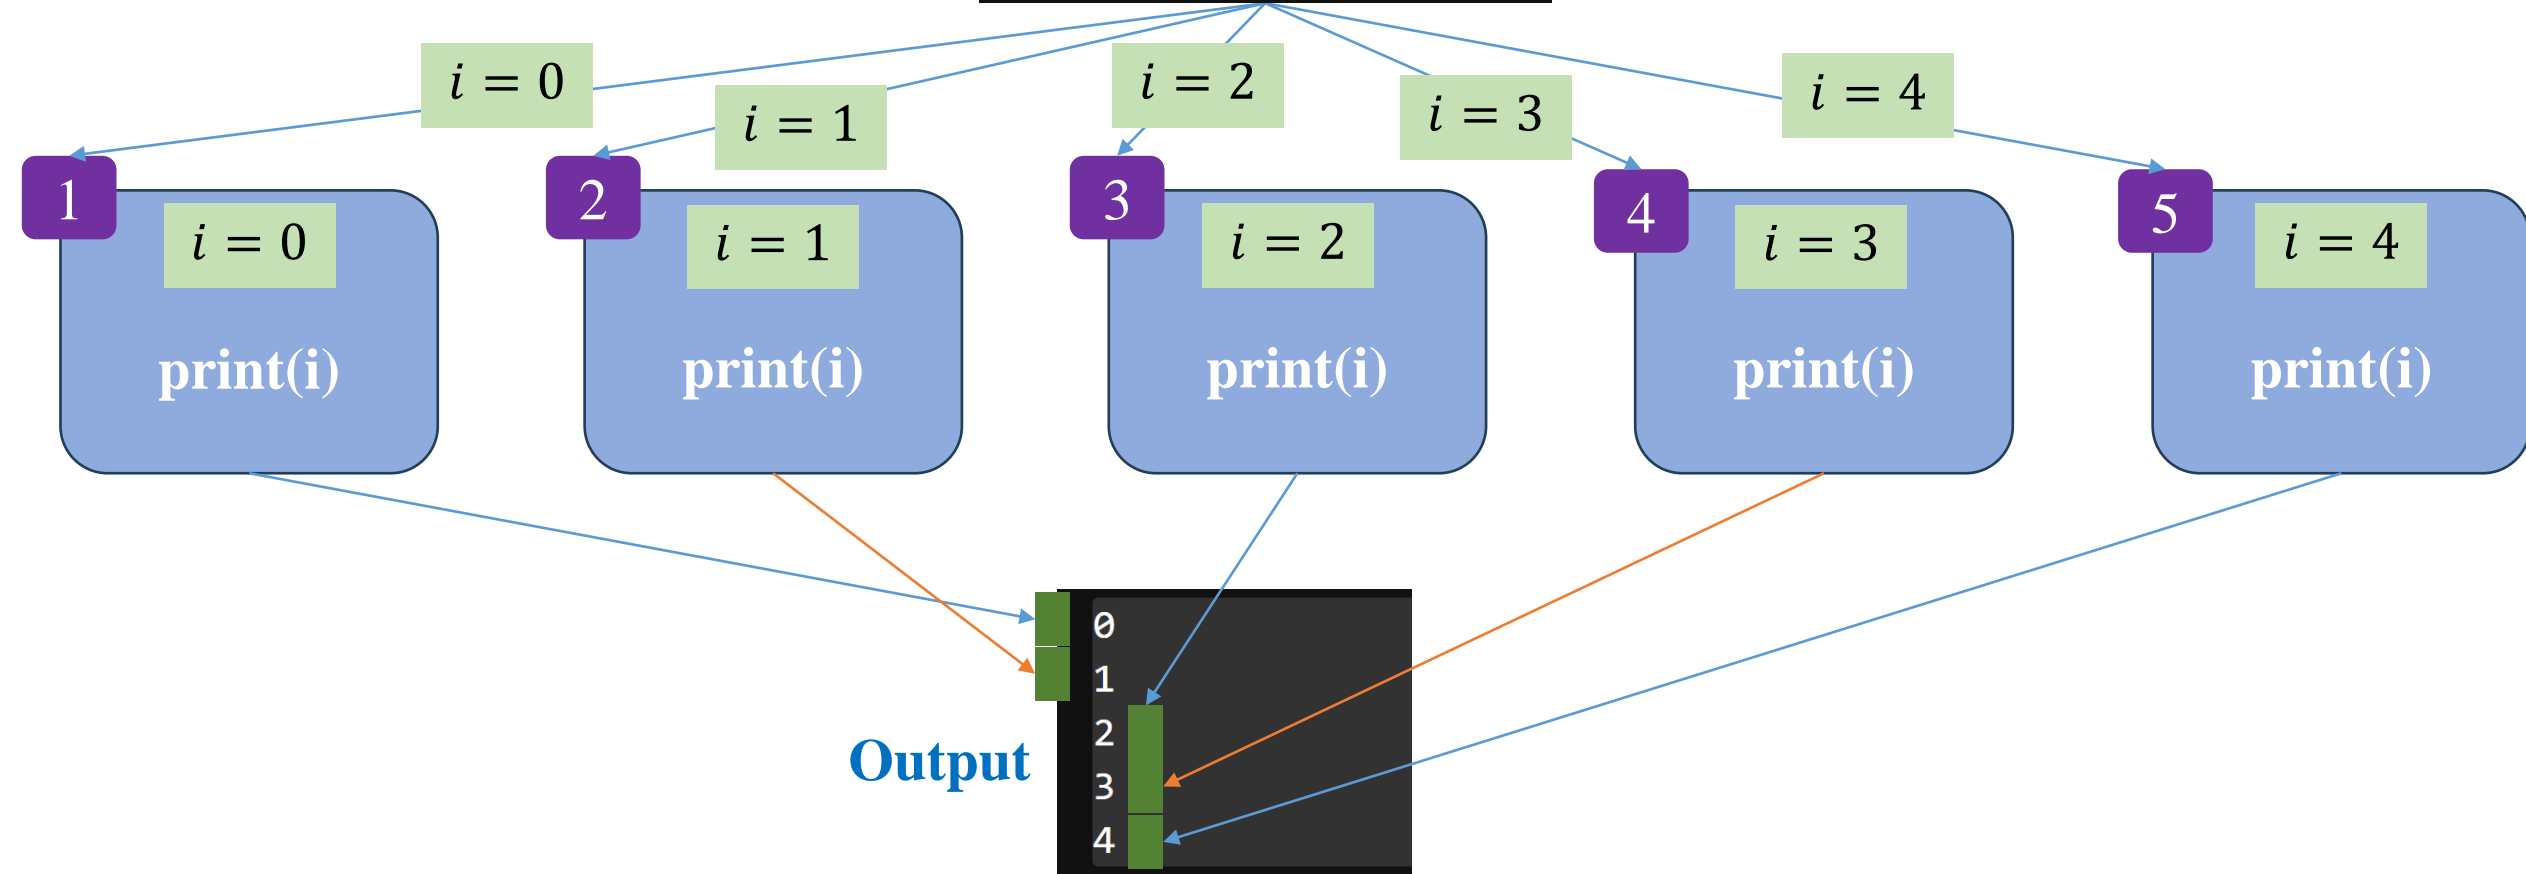 i = 0
i = 1
i = 2
i = 3
i = 4
1
2
3
4
5
i = 0
i = 1
i = 2
i = 3
i = 4
print(i)
print(i)
print(i)
print(i)
print(i)
Output
0
1
2
3
4